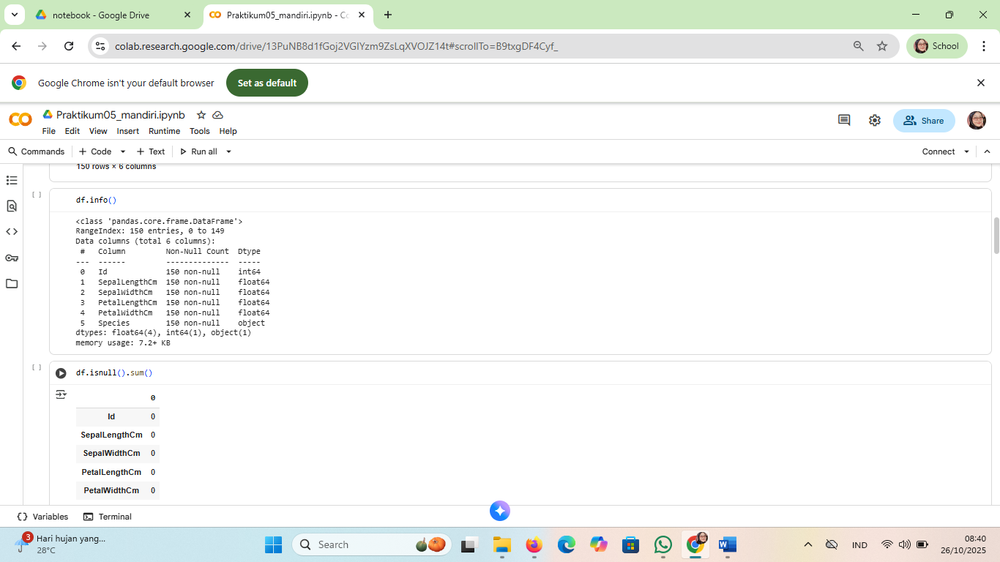 notebook - Google Drive
Praktikum05_mandiri.ipynb - Co
colab.research.google.com/drive/13PuNB8d1fGoj2VGIYzm9ZsLqXVOJZ14t#scrollTo=B9txgDF4Cyf_
School
Google Chrome isn't your default browser
Set as default
Praktikum05_mandiri.ipynb
File Edit View Insert Runtime Tools Help
Share
Commands + Code + Text Run all
Connect
150 rows × 6 columns
[ ]
df.info()
<class 'pandas.core.frame.DataFrame'>
RangeIndex: 150 entries, 0 to 149
Data columns (total 6 columns):
# Column Non-Null Count Dtype
--- ------ -------------- -----
0 Id 150 non-null int64
1 SepalLengthCm 150 non-null float64
2 SepalWidthCm 150 non-null float64
3 PetalLengthCm 150 non-null float64
4 PetalWidthCm 150 non-null float64
5 Species 150 non-null object
dtypes: float64(4), int64(1), object(1)
memory usage: 7.2+ KB
[ ]
df.isnull().sum()
0
Id 0
SepalLengthCm 0
SepalWidthCm 0
PetalLengthCm 0
PetalWidthCm 0
Variables Terminal
3
Hari hujan yang...
28°C
Search
IND
08:40
26/10/2025